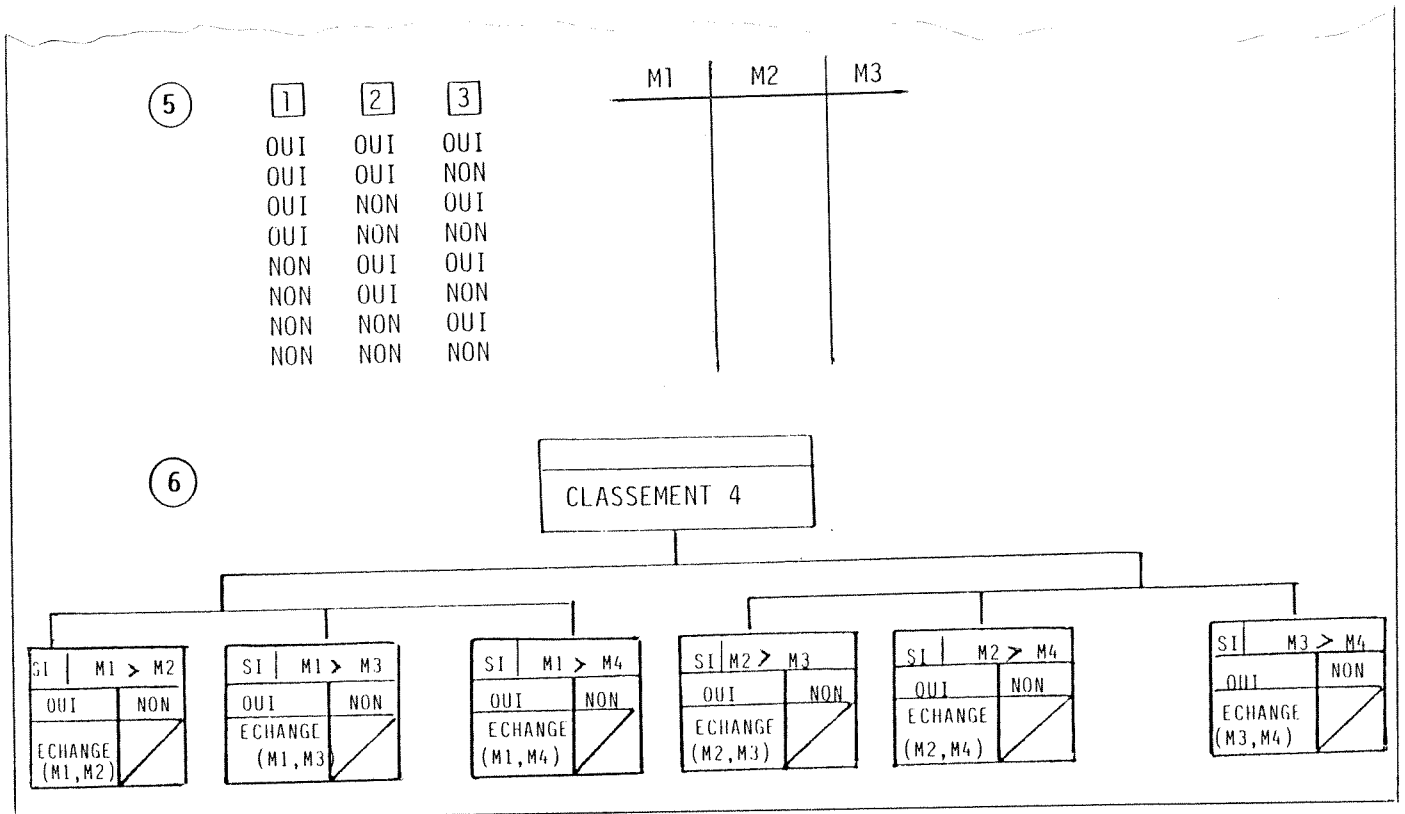 5 1 2 3 M1 M2 M3
OUI OUI OUI
OUI OUI NON
OUI NON OUI
OUI NON NON
NON OUI OUI
NON OUI NON
NON NON OUI
NON NON NON
6
CLASSEMENT 4
SI M1 > M2
OUI NON
ECHANGE
(M1,M2)
SI M1 > M3
OUI NON
ECHANGE
(M1,M3)
SI M1 > M4
OUI NON
ECHANGE
(M1,M4)
SI M2 > M3
OUI NON
ECHANGE
(M2,M3)
SI M2 > M4
OUI NON
ECHANGE
(M2,M4)
SI M3 > M4
OUI NON
ECHANGE
(M3,M4)